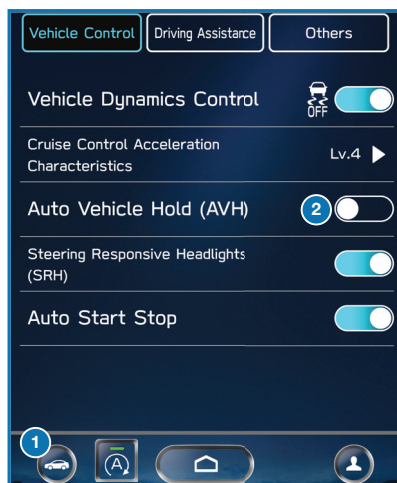 Vehicle Control Driving Assistance Others
Vehicle Dynamics Control OFF
Cruise Control Acceleration
Characteristics
Lv.4
Auto Vehicle Hold (AVH) 2
Steering Responsive Headlights
(SRH)
Auto Start Stop
1
A